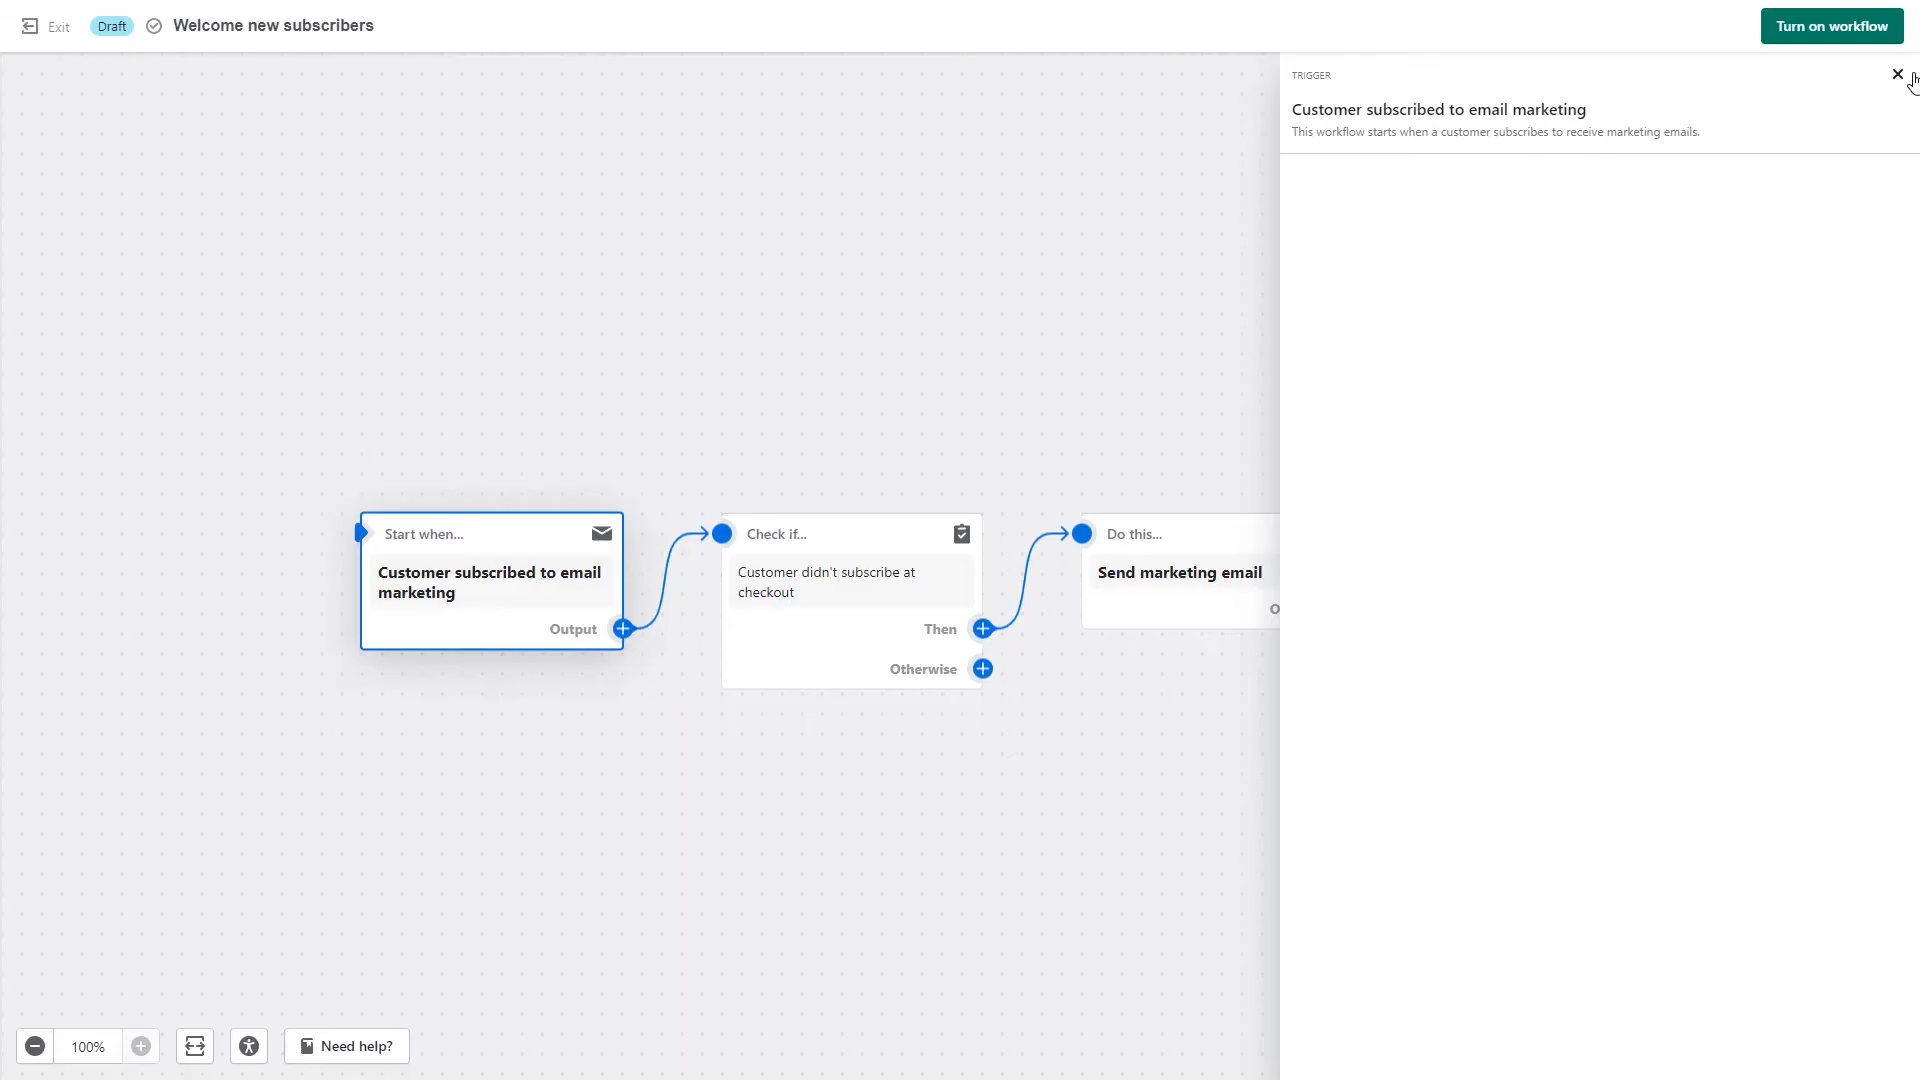 Exit
Draft
Welcome new subscribers
Turn on workflow
TRIGGER
Customer subscribed to email marketing
This workflow starts when a customer subscribes to receive marketing emails.
Start when...
Customer subscribed to email
marketing
Output
Check if...
Customer didn't subscribe at
checkout
Then
Otherwise
Do this...
Send marketing email
100%
Need help?